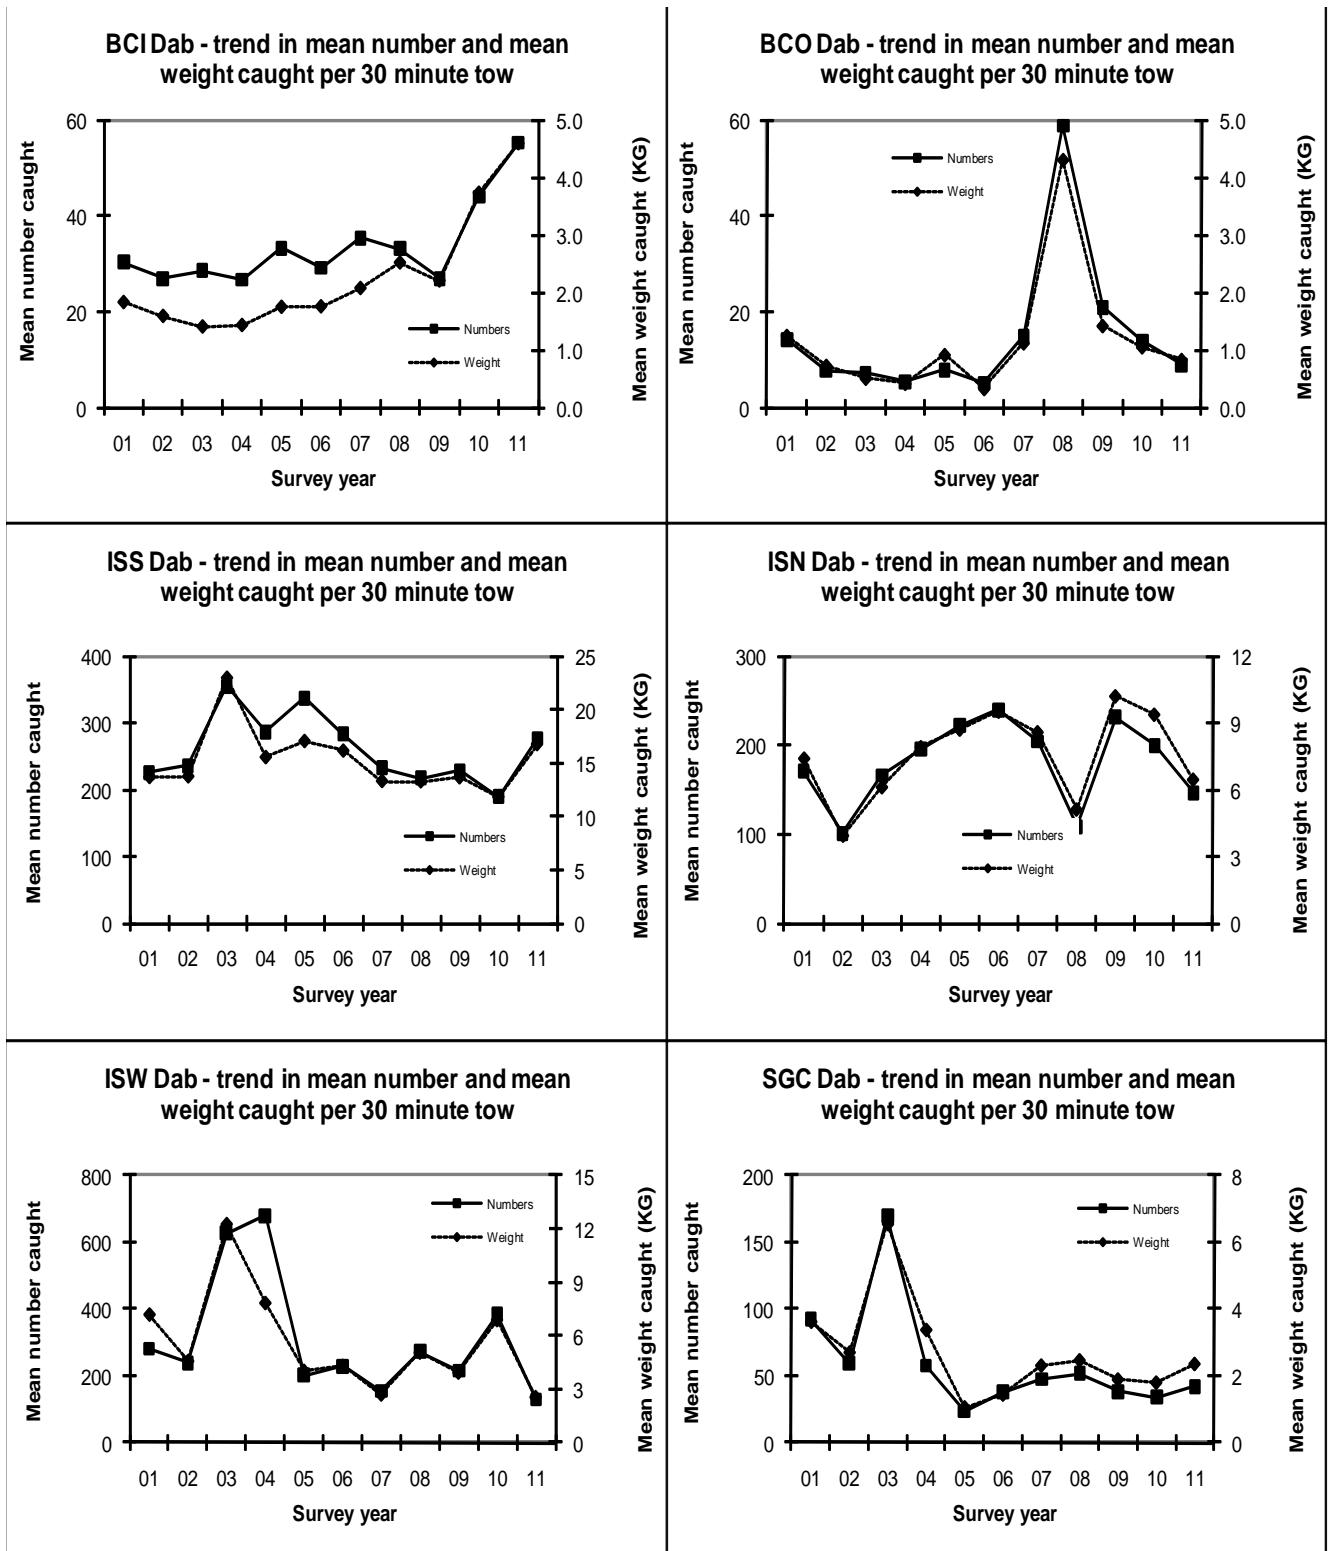 BCI Dab - trend in mean number and mean
weight caught per 30 minute tow
Mean number caught
60
40
20
0
5.0
4.0
3.0
2.0
1.0
0.0
Mean weight caught (KG)
Numbers
Weight
01 02 03 04 05 06 07 08 09 10 11
Survey year
BCO Dab - trend in mean number and mean
weight caught per 30 minute tow
Mean number caught
60
40
20
0
5.0
4.0
3.0
2.0
1.0
0.0
Mean weight caught (KG)
Numbers
Weight
01 02 03 04 05 06 07 08 09 10 11
Survey year
ISS Dab - trend in mean number and mean
weight caught per 30 minute tow
Mean number caught
400
300
200
100
0
25
20
15
10
5
0
Mean weight caught (KG)
Numbers
Weight
01 02 03 04 05 06 07 08 09 10 11
Survey year
ISN Dab - trend in mean number and mean
weight caught per 30 minute tow
Mean number caught
300
200
100
0
12
9
6
3
0
Mean weight caught (KG)
Numbers
Weight
01 02 03 04 05 06 07 08 09 10 11
Survey year
ISW Dab - trend in mean number and mean
weight caught per 30 minute tow
Mean number caught
800
600
400
200
0
15
12
9
6
3
0
Mean weight caught (KG)
Numbers
Weight
01 02 03 04 05 06 07 08 09 10 11
Survey year
SGC Dab - trend in mean number and mean
weight caught per 30 minute tow
Mean number caught
200
150
100
50
0
8
6
4
2
0
Mean weight caught (KG)
Numbers
Weight
01 02 03 04 05 06 07 08 09 10 11
Survey year